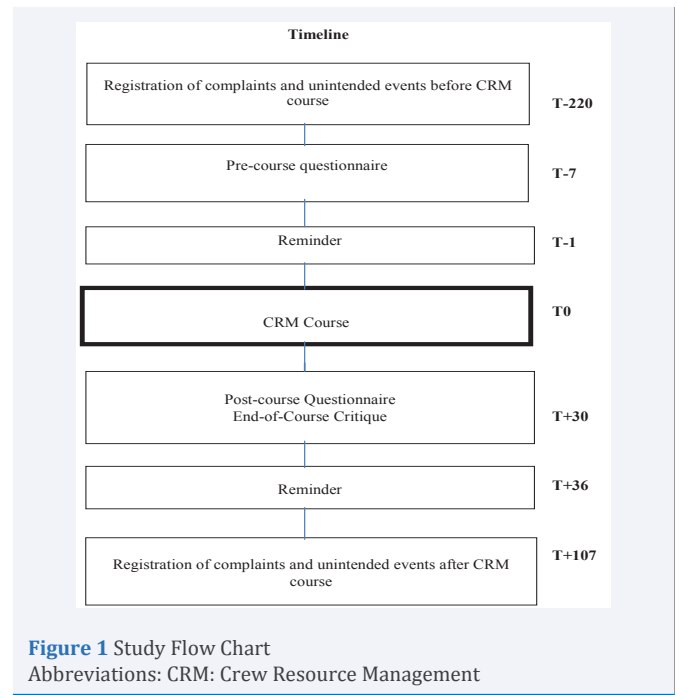 Timeline
Registration of complaints and unintended events before CRM
course
T-220
Pre-course questionnaire
T-7
Reminder
T-1
CRM Course
T0
Post-course Questionnaire
End-of-Course Critique
T+30
Reminder
T+36
Registration of complaints and unintended events after CRM
course
T+107
Figure 1 Study Flow Chart
Abbreviations: CRM: Crew Resource Management